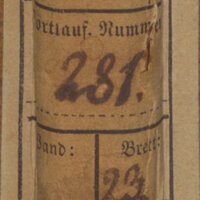 ortlauf. Nummer
281.
Band: Brett:
23